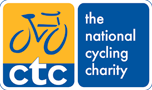 ctc
the
national
cycling
charity